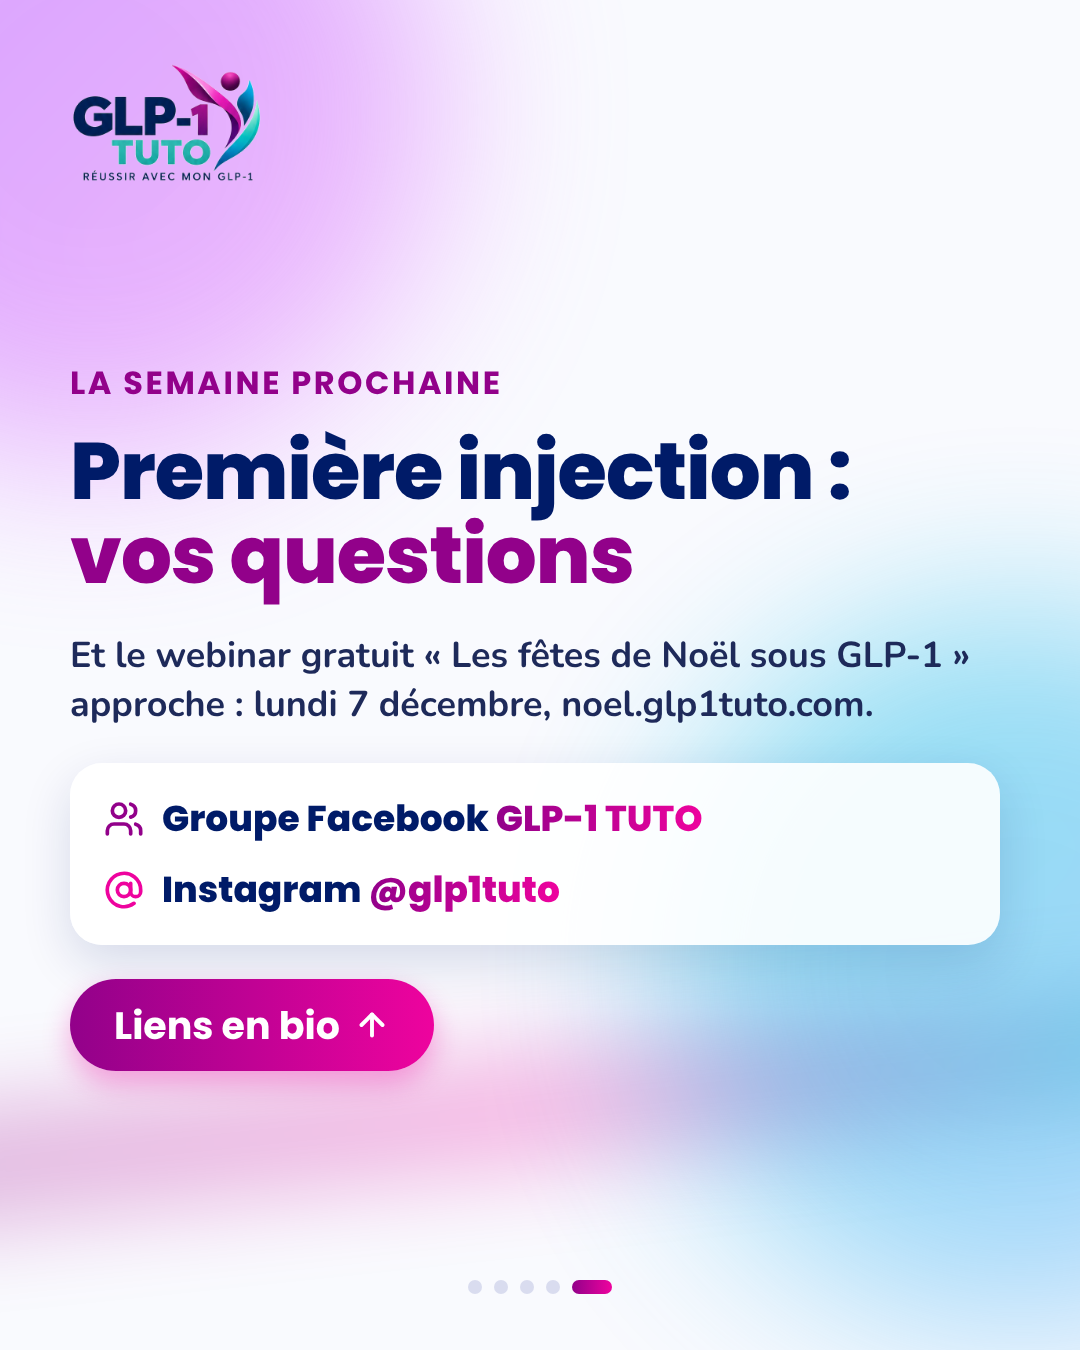 GLP-1
TUTO
RÉUSSIR AVEC MON GLP-1
LA SEMAINE PROCHAINE
Première injection :
vos questions
Et le webinar gratuit « Les fêtes de Noël sous GLP-1 »
approche : lundi 7 décembre, noel.glp1tuto.com.
Groupe Facebook GLP-1 TUTO
Instagram @glp1tuto
Liens en bio ↑